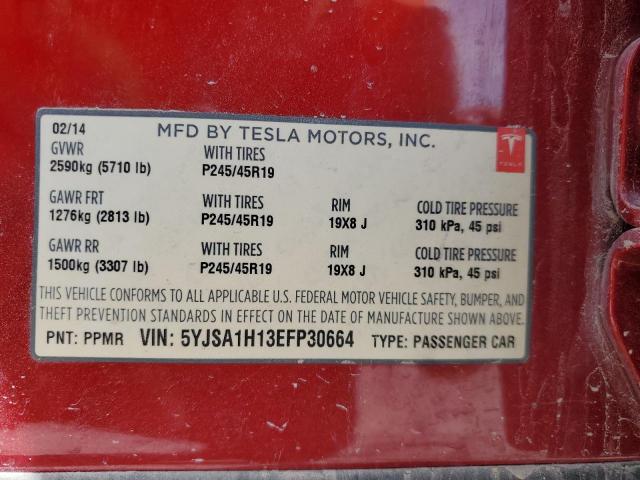 02/14 MFD BY TESLA MOTORS, INC.
TESLA
GVWR WITH TIRES
2590kg (5710 lb) P245/45R19
GAWR FRT WITH TIRES RIM COLD TIRE PRESSURE
1276kg (2813 lb) P245/45R19 19X8 J 310 kPa, 45 psi
GAWR RR WITH TIRES RIM COLD TIRE PRESSURE
1500kg (3307 lb) P245/45R19 19X8 J 310 kPa, 45 psi
THIS VEHICLE CONFORMS TO ALL APPLICABLE U.S. FEDERAL MOTOR VEHICLE SAFETY, BUMPER, AND
THEFT PREVENTION STANDARDS IN EFFECT ON THE DATE OF MANUFACTURE SHOWN ABOVE.
PNT: PPMR VIN: 5YJSA1H13EFP30664 TYPE: PASSENGER CAR